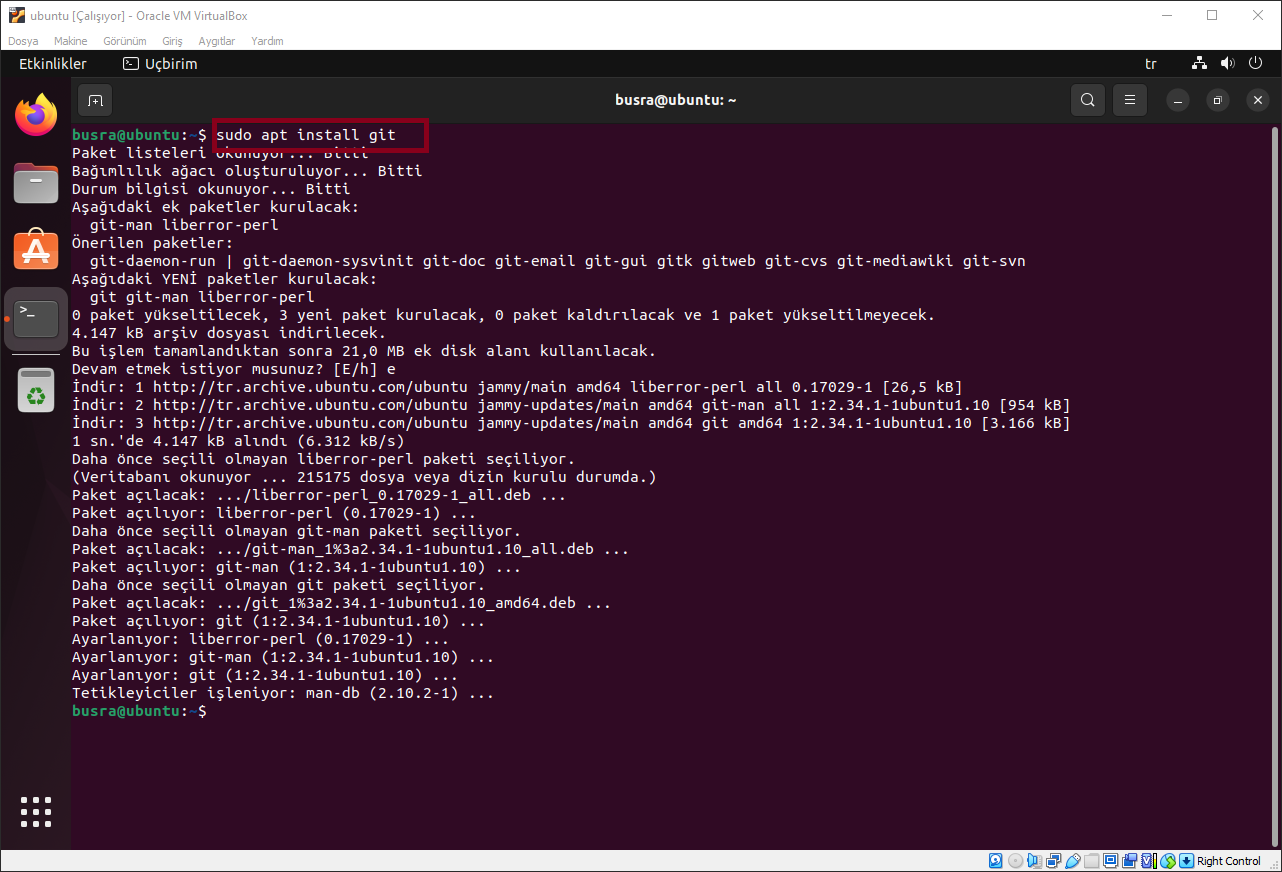 ubuntu [Çalışıyor] - Oracle VM VirtualBox
Dosya Makine Görünüm Giriş Aygıtlar Yardım
Etkinlikler Uçbirim tr
busra@ubuntu: ~
busra@ubuntu:~$ sudo apt install git
Paket listeleri okunuyor... Bitti
Bağımlılık ağacı oluşturuluyor... Bitti
Durum bilgisi okunuyor... Bitti
Aşağıdaki ek paketler kurulacak:
  git-man liberror-perl
Önerilen paketler:
  git-daemon-run | git-daemon-sysvinit git-doc git-email git-gui gitk gitweb git-cvs git-mediawiki git-svn
Aşağıdaki YENİ paketler kurulacak:
  git git-man liberror-perl
0 paket yükseltilecek, 3 yeni paket kurulacak, 0 paket kaldırılacak ve 1 paket yükseltilmeyecek.
4.147 kB arşiv dosyası indirilecek.
Bu işlem tamamlandıktan sonra 21,0 MB ek disk alanı kullanılacak.
Devam etmek istiyor musunuz? [E/h] e
İndir: 1 http://tr.archive.ubuntu.com/ubuntu jammy/main amd64 liberror-perl all 0.17029-1 [26,5 kB]
İndir: 2 http://tr.archive.ubuntu.com/ubuntu jammy-updates/main amd64 git-man all 1:2.34.1-1ubuntu1.10 [954 kB]
İndir: 3 http://tr.archive.ubuntu.com/ubuntu jammy-updates/main amd64 git amd64 1:2.34.1-1ubuntu1.10 [3.166 kB]
1 sn.'de 4.147 kB alındı (6.312 kB/s)
Daha önce seçili olmayan liberror-perl paketi seçiliyor.
(Veritabanı okunuyor ... 215175 dosya veya dizin kurulu durumda.)
Paket açılacak: .../liberror-perl_0.17029-1_all.deb ...
Paket açılıyor: liberror-perl (0.17029-1) ...
Daha önce seçili olmayan git-man paketi seçiliyor.
Paket açılacak: .../git-man_1%3a2.34.1-1ubuntu1.10_all.deb ...
Paket açılıyor: git-man (1:2.34.1-1ubuntu1.10) ...
Daha önce seçili olmayan git paketi seçiliyor.
Paket açılacak: .../git_1%3a2.34.1-1ubuntu1.10_amd64.deb ...
Paket açılıyor: git (1:2.34.1-1ubuntu1.10) ...
Ayarlanıyor: liberror-perl (0.17029-1) ...
Ayarlanıyor: git-man (1:2.34.1-1ubuntu1.10) ...
Ayarlanıyor: git (1:2.34.1-1ubuntu1.10) ...
Tetikleyiciler işleniyor: man-db (2.10.2-1) ...
busra@ubuntu:~$
Right Control